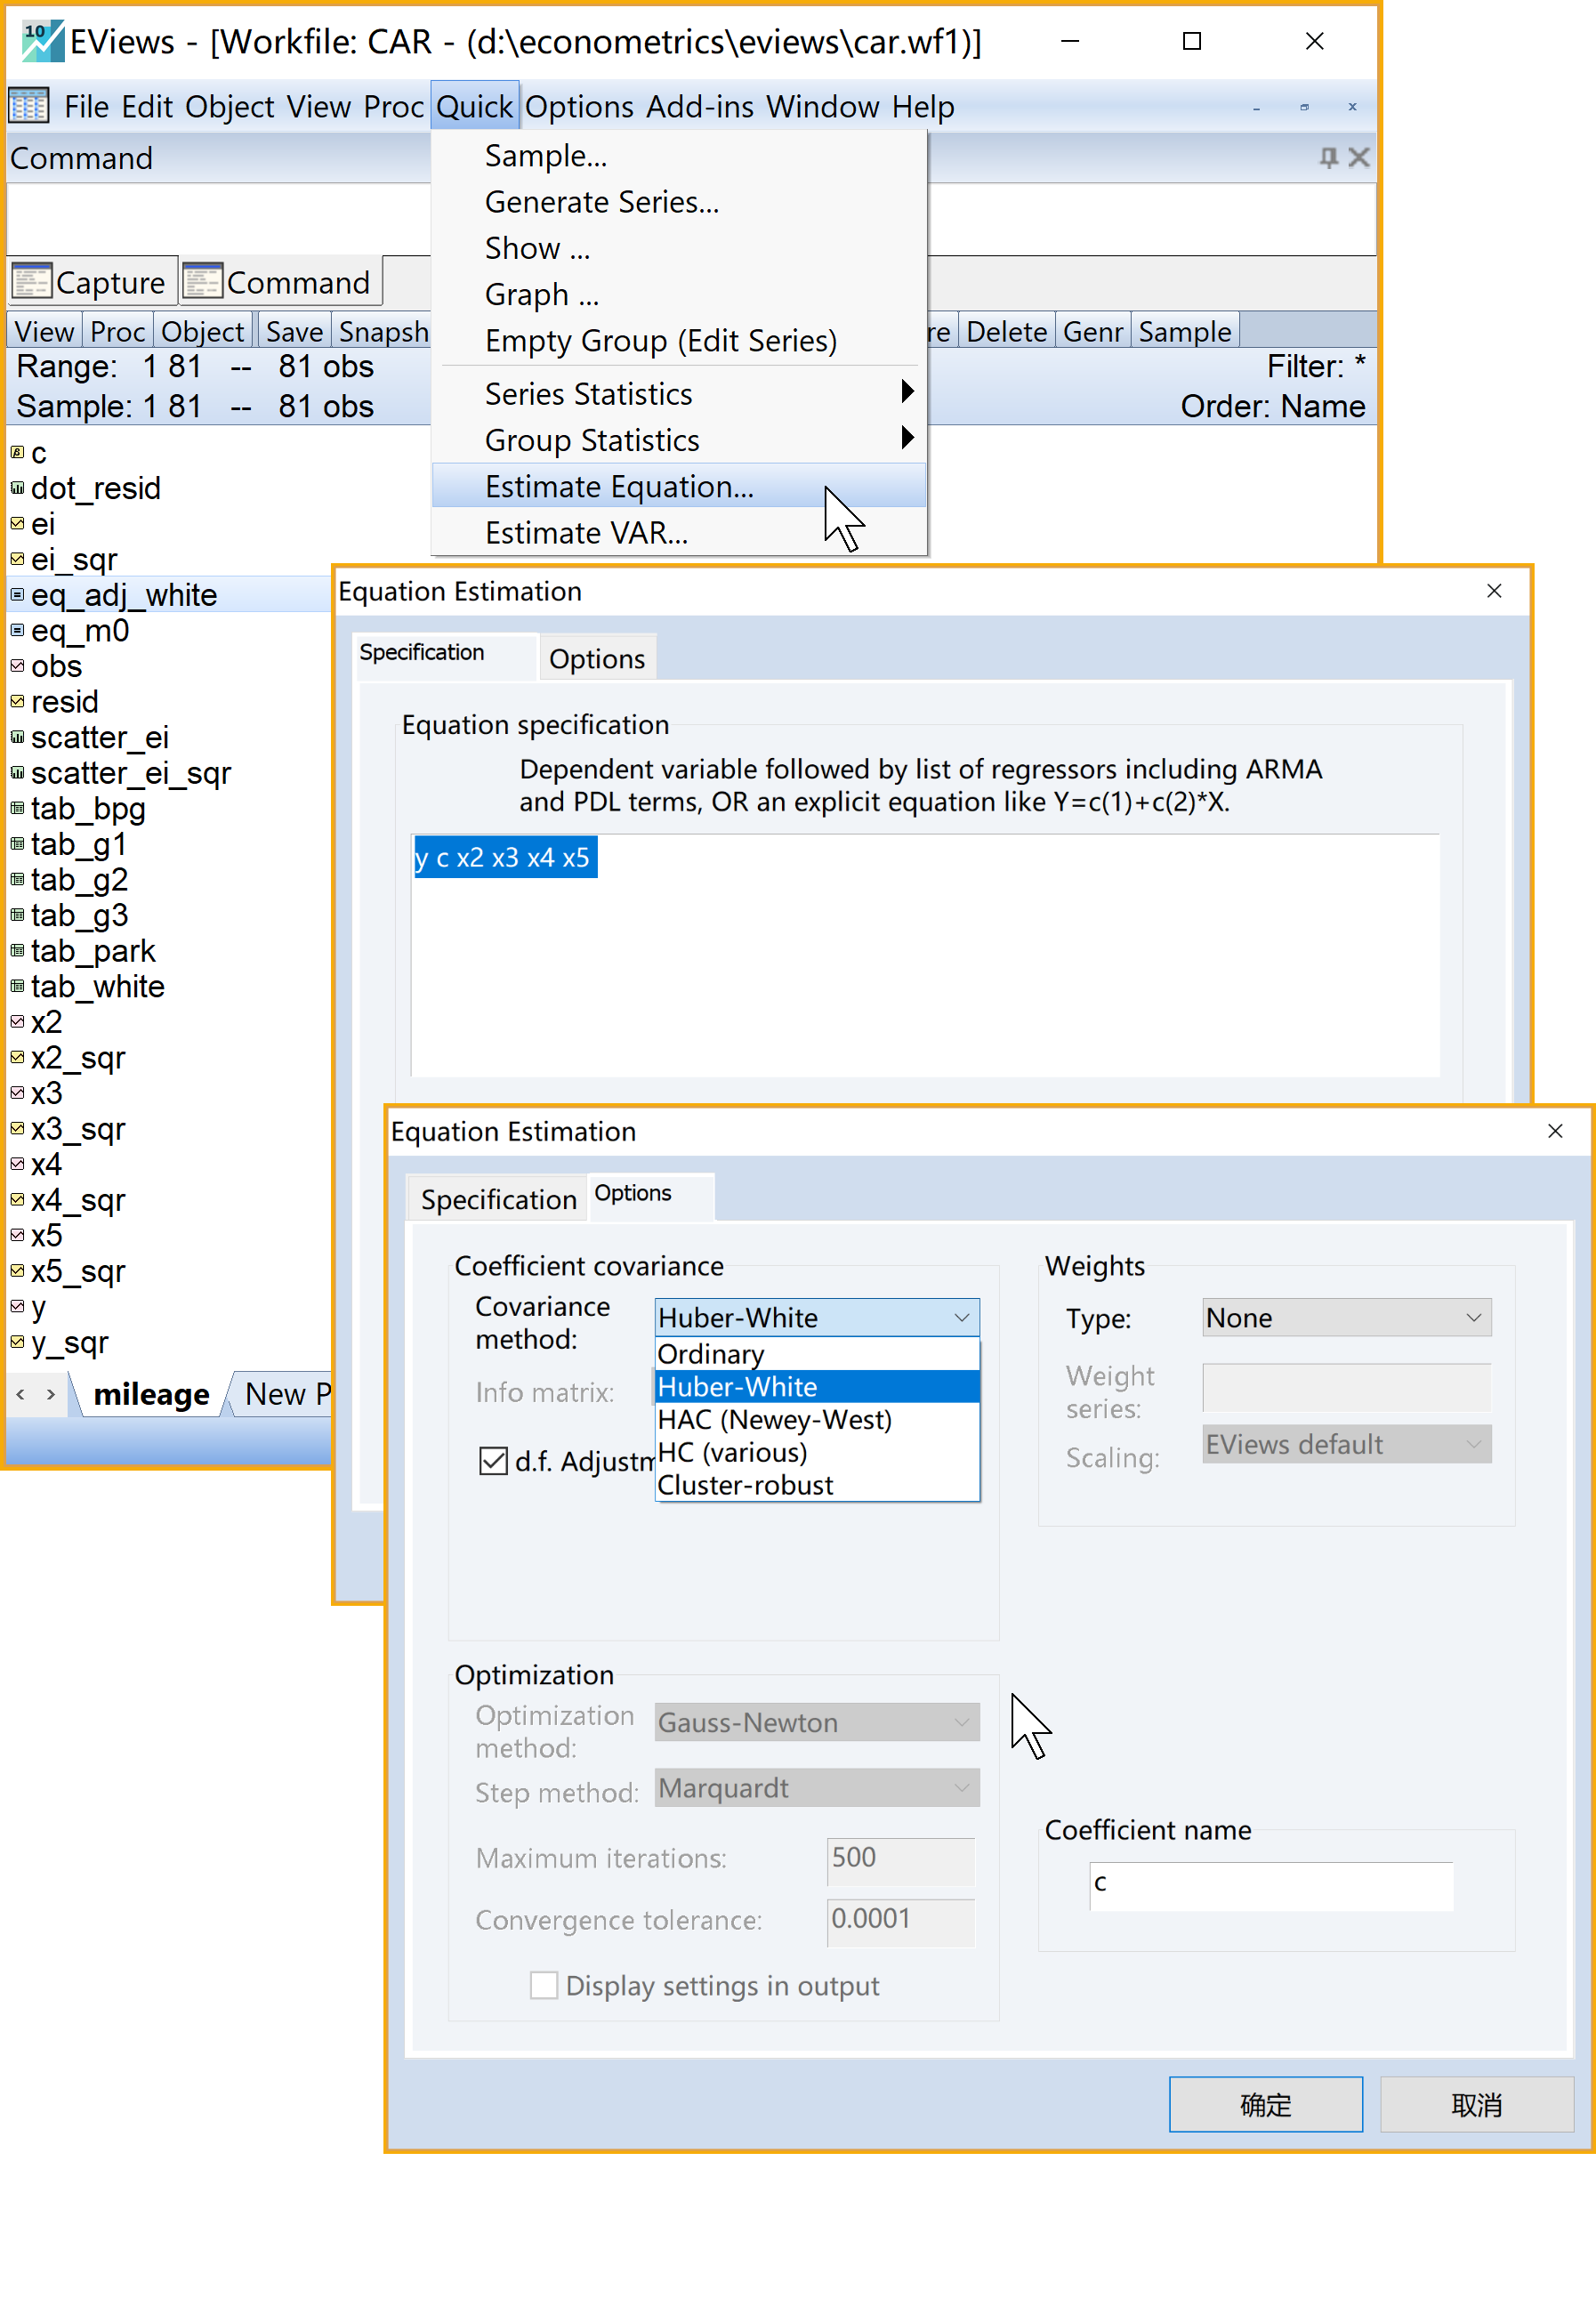 10 EViews - [Workfile: CAR - (d:\econometrics\eviews\car.wf1)]
File Edit Object View Proc Quick Options Add-ins Window Help
Command
Sample...
Generate Series...
Show ...
Graph ...
Empty Group (Edit Series)
Series Statistics
Group Statistics
Estimate Equation...
Estimate VAR...
Capture Command
View Proc Object Save Snapsh re Delete Genr Sample
Range: 1 81 -- 81 obs Filter: *
Sample: 1 81 -- 81 obs Order: Name
c
dot_resid
ei
ei_sqr
eq_adj_white
eq_m0
obs
resid
scatter_ei
scatter_ei_sqr
tab_bpg
tab_g1
tab_g2
tab_g3
tab_park
tab_white
x2
x2_sqr
x3
x3_sqr
x4
x4_sqr
x5
x5_sqr
y
y_sqr
< > mileage New P
Equation Estimation
Specification Options
Equation specification
Dependent variable followed by list of regressors including ARMA
and PDL terms, OR an explicit equation like Y=c(1)+c(2)*X.
y c x2 x3 x4 x5
Equation Estimation
Specification Options
Coefficient covariance
Covariance
method:
Huber-White
Ordinary
Huber-White
HAC (Newey-West)
HC (various)
Cluster-robust
Info matrix:
d.f. Adjustm
Weights
Type: None
Weight
series:
Scaling: EViews default
Optimization
Optimization
method:
Gauss-Newton
Step method: Marquardt
Maximum iterations: 500
Convergence tolerance: 0.0001
Display settings in output
Coefficient name
c
确定 取消